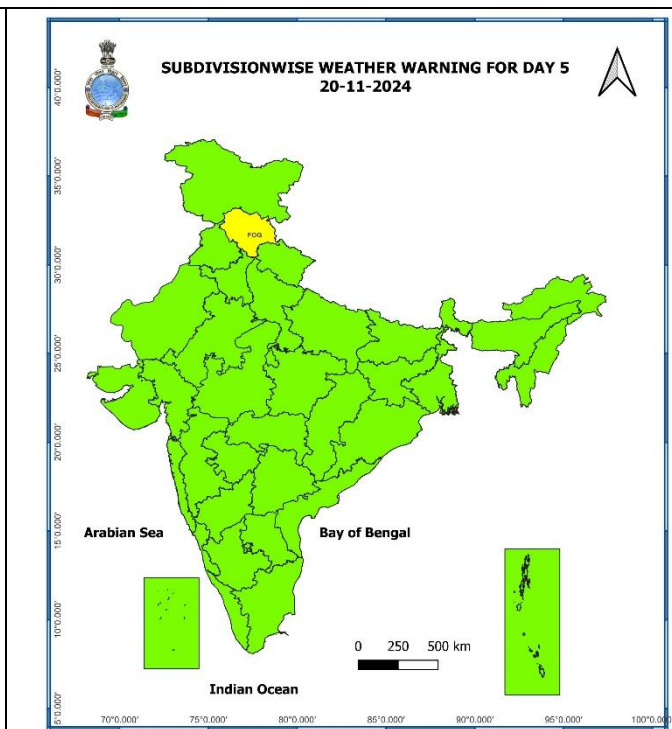 SUBDIVISIONWISE WEATHER WARNING FOR DAY 5
20-11-2024
40°0.000'
35°0.000'
FOG
30°0.000'
25°0.000'
20°0.000'
15°0.000'
Arabian Sea
Bay of Bengal
10°0.000'
0 250 500 km
Indian Ocean
5°0.000'
70°0.000' 75°0.000' 80°0.000' 85°0.000' 90°0.000' 95°0.000' 100°0.000'